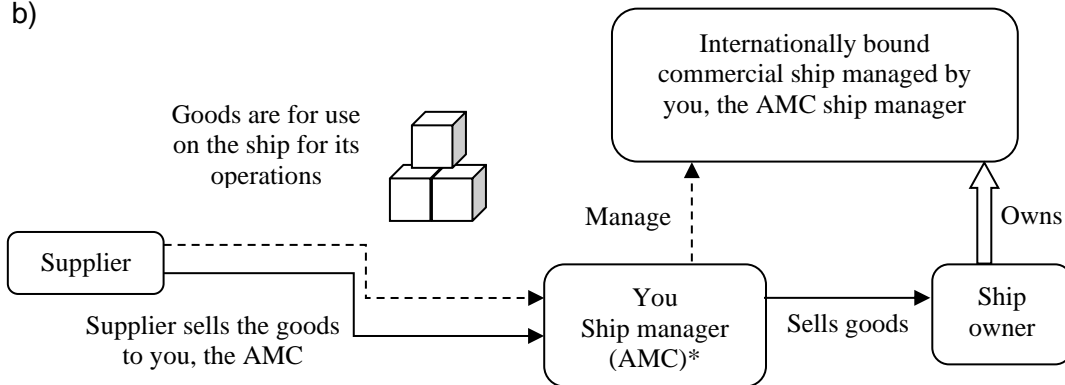 b)
Internationally bound
commercial ship managed by
you, the AMC ship manager
Goods are for use
on the ship for its
operations
Manage
Owns
Supplier
You
Ship manager
(AMC)*
Sells goods
Ship
owner
Supplier sells the goods
to you, the AMC